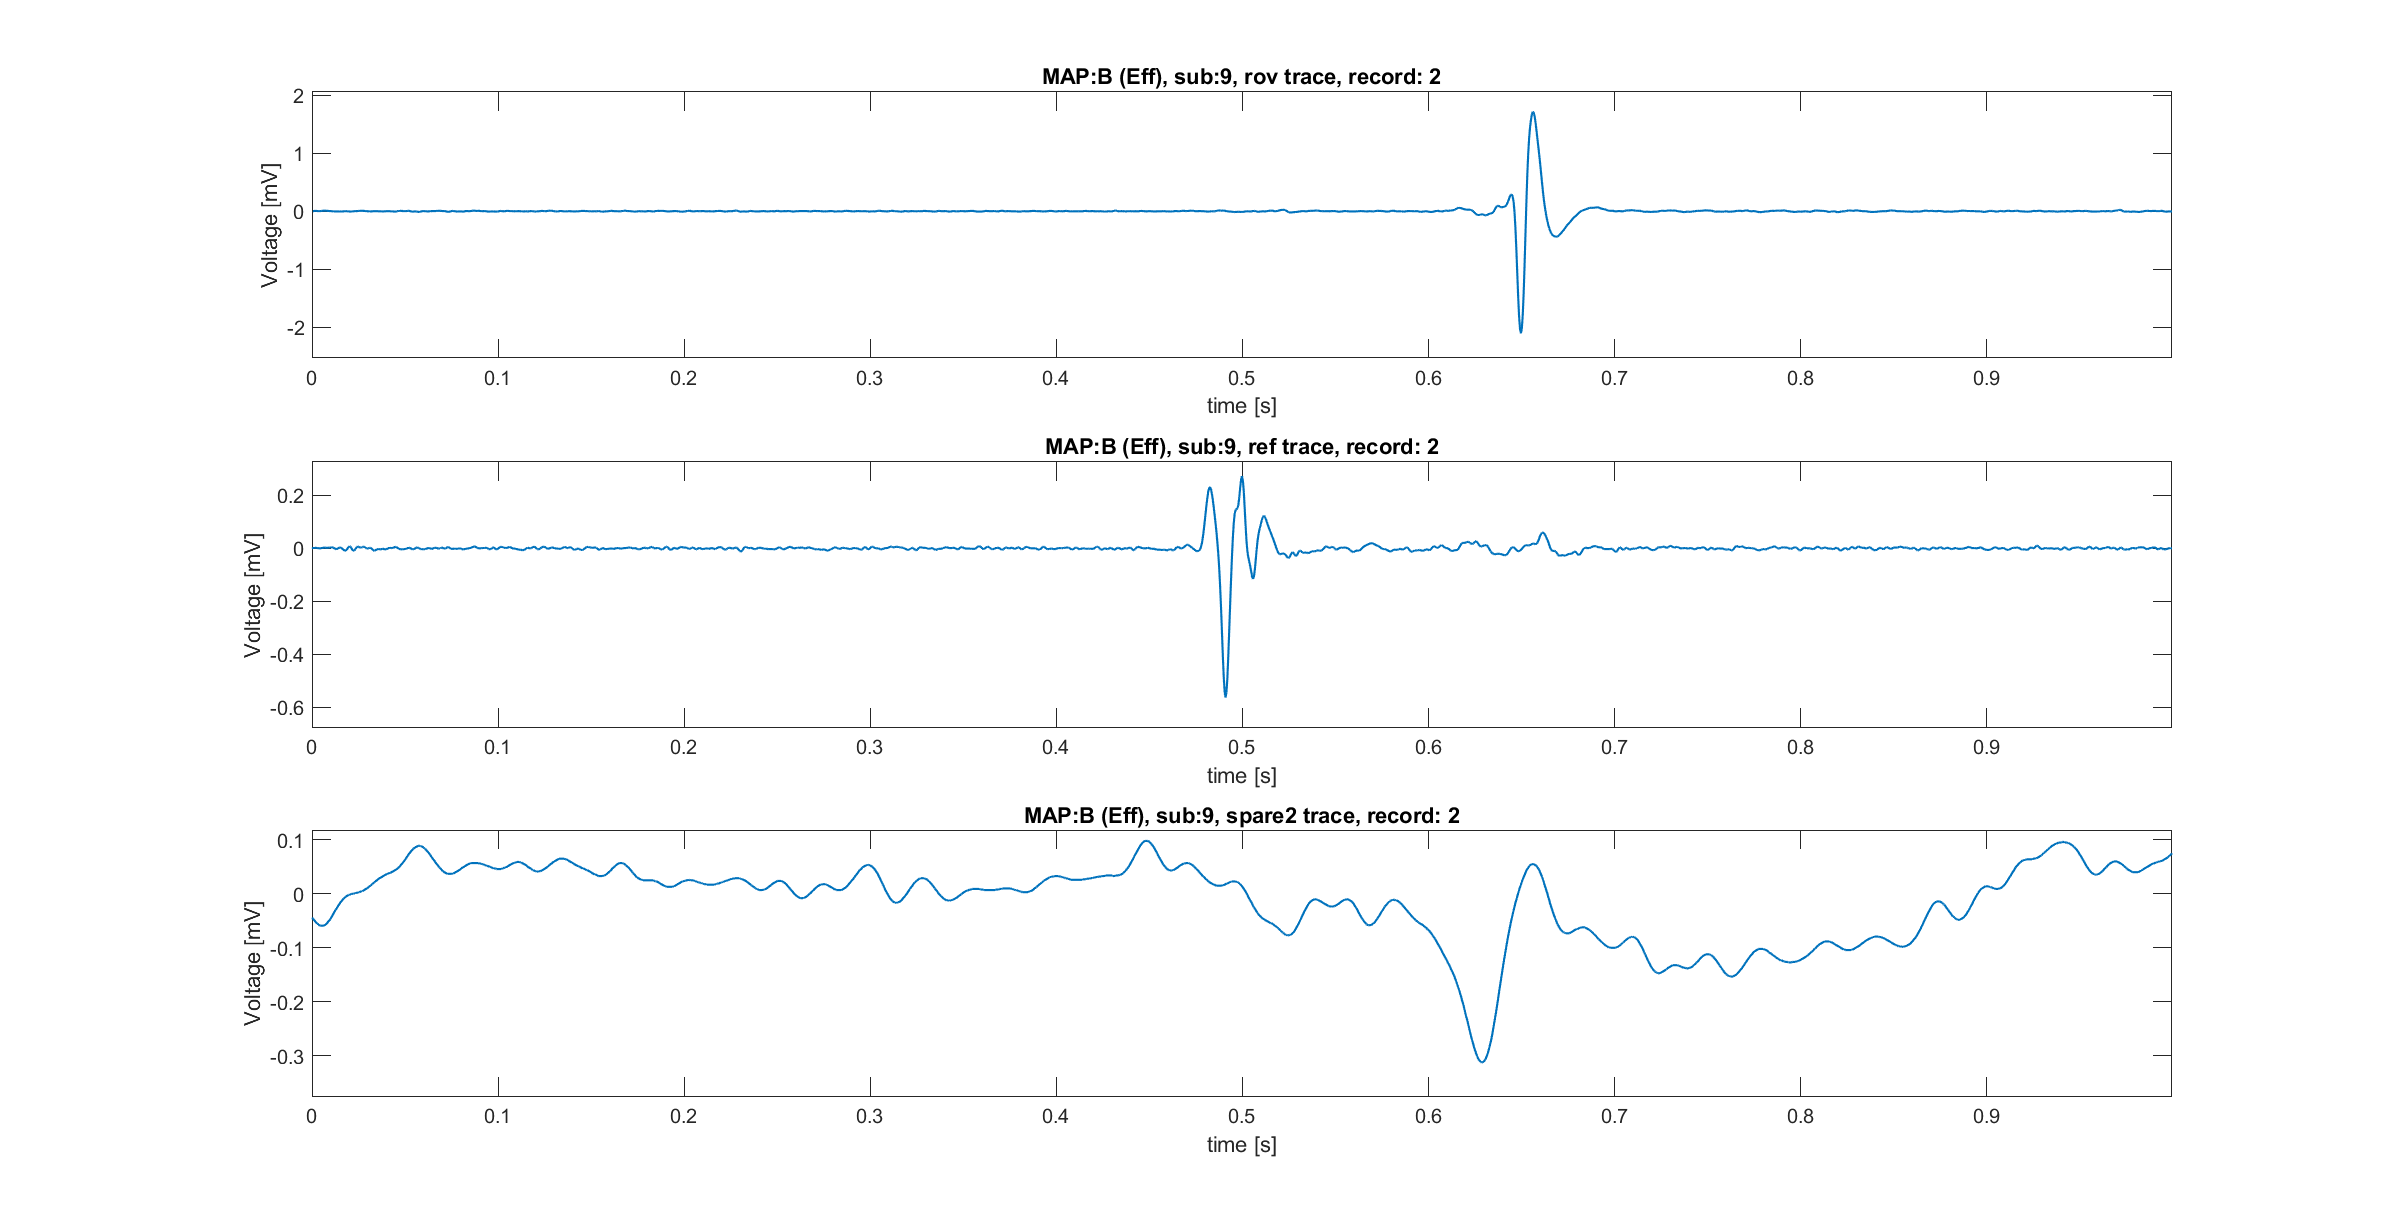 MAP:B (Eff), sub:9, rov trace, record: 2
Voltage [mV]
2
1
0
-1
-2
0 0.1 0.2 0.3 0.4 0.5 0.6 0.7 0.8 0.9
time [s]
MAP:B (Eff), sub:9, ref trace, record: 2
Voltage [mV]
0.2
0
-0.2
-0.4
-0.6
0 0.1 0.2 0.3 0.4 0.5 0.6 0.7 0.8 0.9
time [s]
MAP:B (Eff), sub:9, spare2 trace, record: 2
Voltage [mV]
0.1
0
-0.1
-0.2
-0.3
0 0.1 0.2 0.3 0.4 0.5 0.6 0.7 0.8 0.9
time [s]